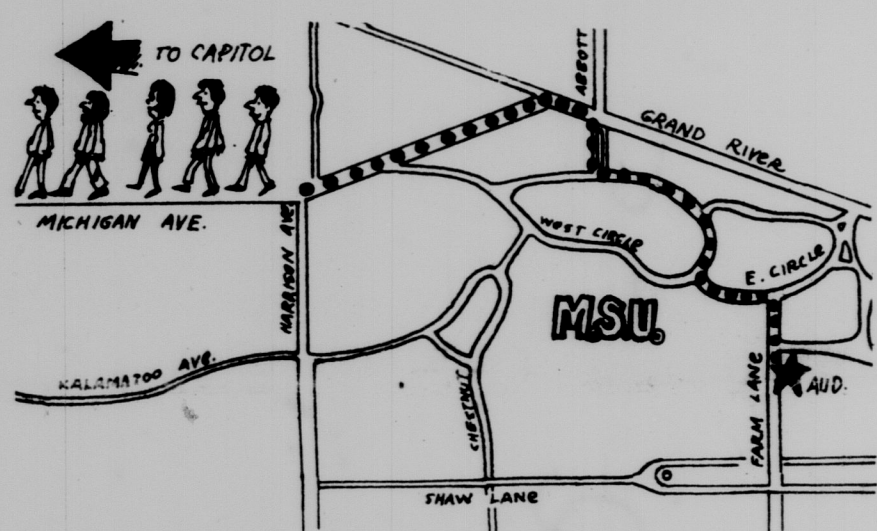 TO CAPITOL
ABBOTT
GRAND RIVER
MICHIGAN AVE.
HARRISON AVE.
WEST CIRCLE
E. CIRCLE
M.S.U.
KALAMATOO AVE.
CHESTNUT
FARM LANE
AUD.
SHAW LANE